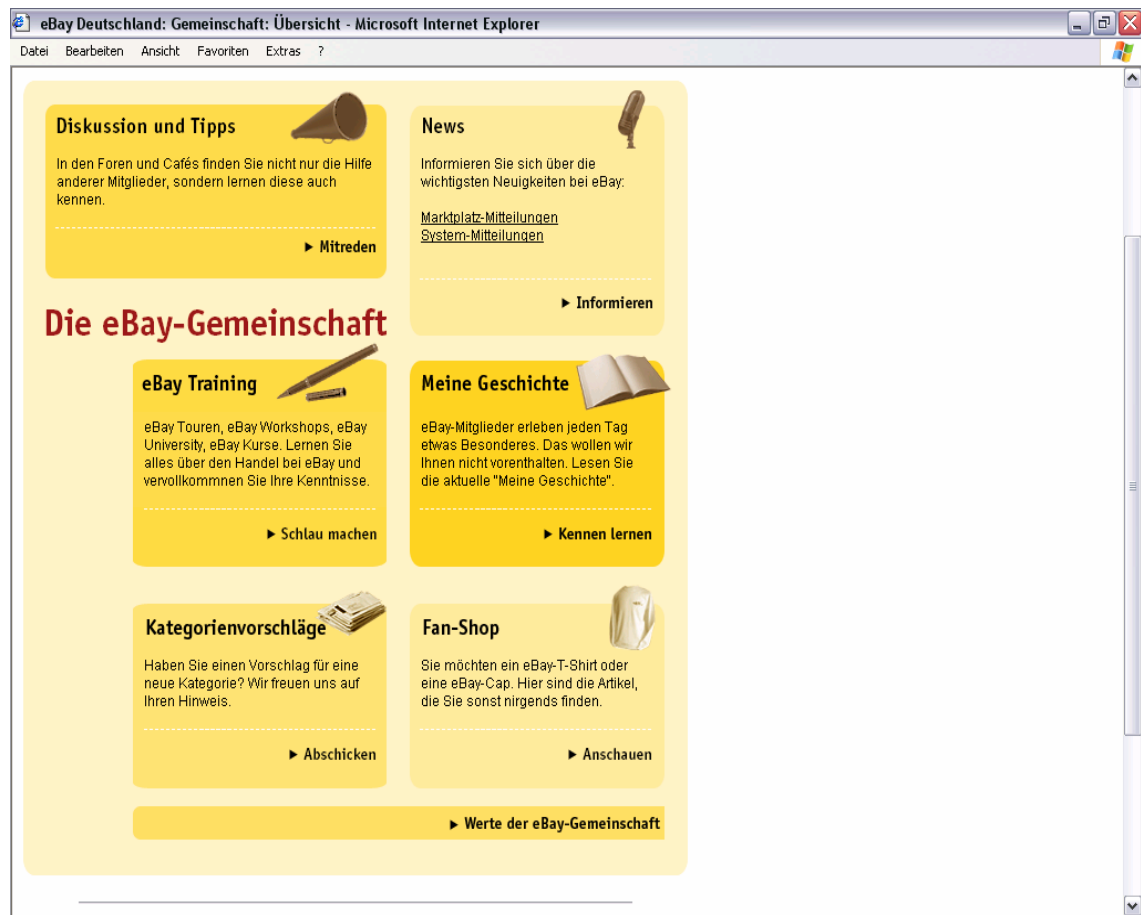 eBay Deutschland: Gemeinschaft: Übersicht - Microsoft Internet Explorer
Datei Bearbeiten Ansicht Favoriten Extras ?
Diskussion und Tipps
In den Foren und Cafés finden Sie nicht nur die Hilfe
anderer Mitglieder, sondern lernen diese auch
kennen.
Mitreden
News
Informieren Sie sich über die
wichtigsten Neuigkeiten bei eBay:
Marktplatz-Mitteilungen
System-Mitteilungen
Informieren
Die eBay-Gemeinschaft
eBay Training
eBay Touren, eBay Workshops, eBay
University, eBay Kurse. Lernen Sie
alles über den Handel bei eBay und
vervollkommnen Sie Ihre Kenntnisse.
Schlau machen
Meine Geschichte
eBay-Mitglieder erleben jeden Tag
etwas Besonderes. Das wollen wir
Ihnen nicht vorenthalten. Lesen Sie
die aktuelle "Meine Geschichte".
Kennen lernen
Kategorienvorschläge
Haben Sie einen Vorschlag für eine
neue Kategorie? Wir freuen uns auf
Ihren Hinweis.
Abschicken
Fan-Shop
Sie möchten ein eBay-T-Shirt oder
eine eBay-Cap. Hier sind die Artikel,
die Sie sonst nirgends finden.
Anschauen
Werte der eBay-Gemeinschaft